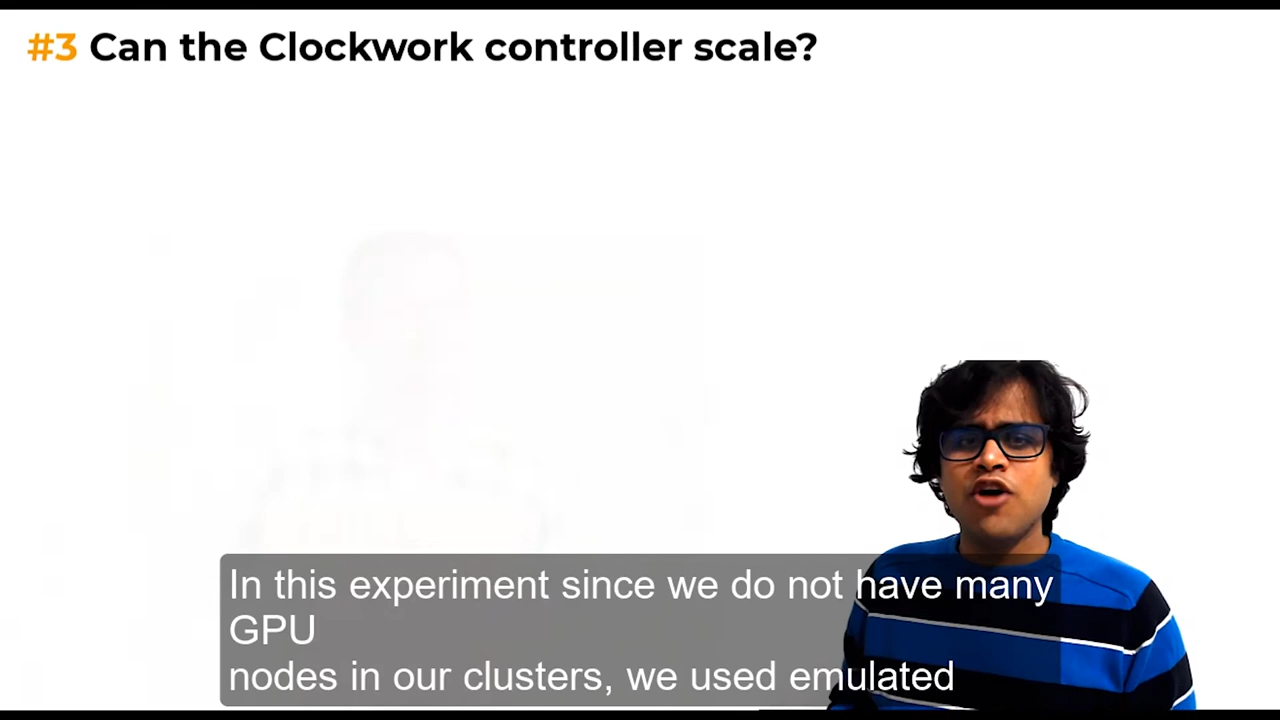 #3 Can the Clockwork controller scale?
In this experiment since we do not have many
GPU
nodes in our clusters, we used emulated